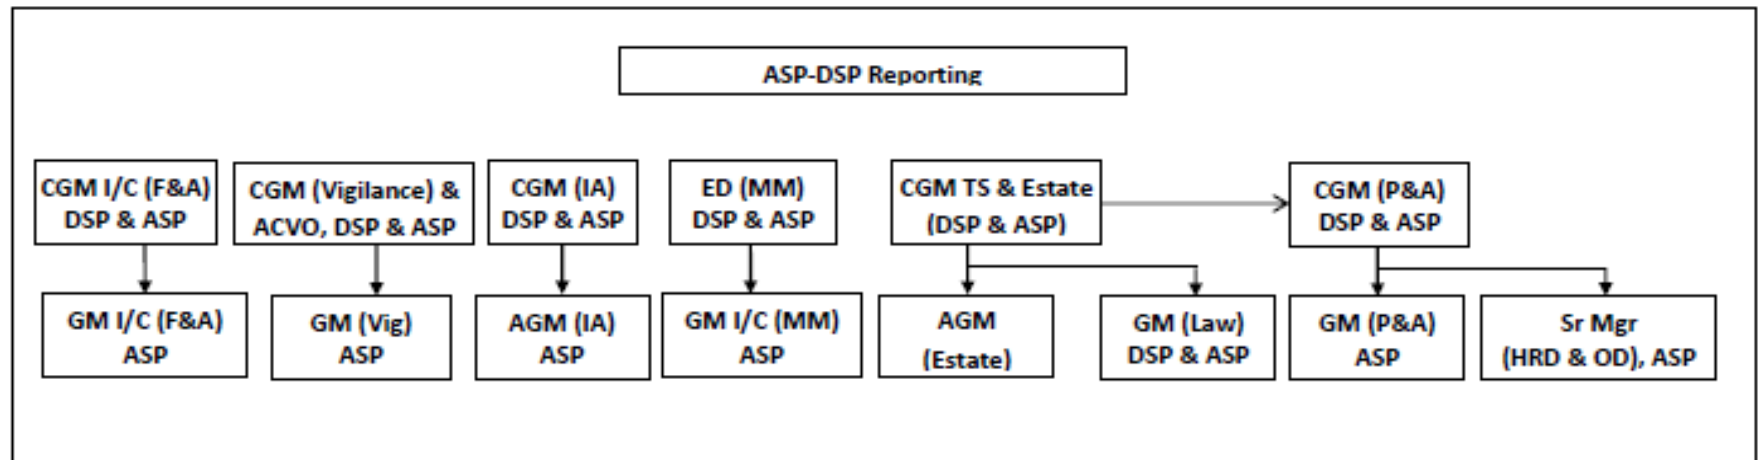 ASP-DSP Reporting
CGM I/C (F&A)
DSP & ASP
CGM (Vigilance) &
ACVO, DSP & ASP
CGM (IA)
DSP & ASP
ED (MM)
DSP & ASP
CGM TS & Estate
(DSP & ASP)
CGM (P&A)
DSP & ASP
GM I/C (F&A)
ASP
GM (Vig)
ASP
AGM (IA)
ASP
GM I/C (MM)
ASP
AGM
(Estate)
GM (Law)
DSP & ASP
GM (P&A)
ASP
Sr Mgr
(HRD & OD), ASP